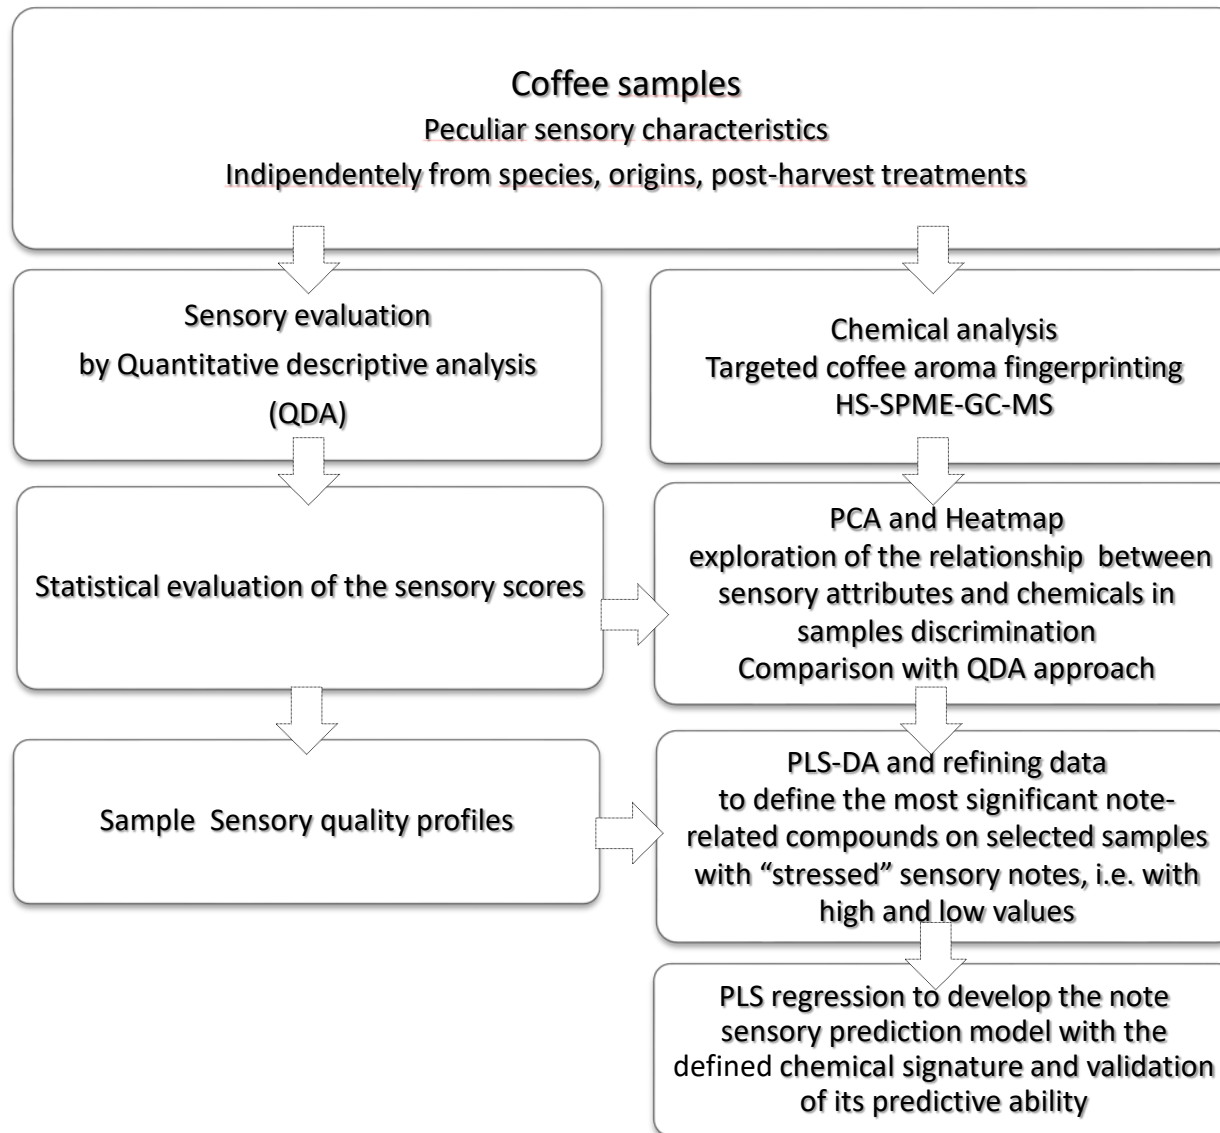 Coffee samples
Peculiar sensory characteristics
Indipendentely from species, origins, post-harvest treatments
Sensory evaluation
by Quantitative descriptive analysis
(QDA)
Chemical analysis
Targeted coffee aroma fingerprinting
HS-SPME-GC-MS
Statistical evaluation of the sensory scores
PCA and Heatmap
exploration of the relationship between
sensory attributes and chemicals in
samples discrimination
Comparison with QDA approach
Sample Sensory quality profiles
PLS-DA and refining data
to define the most significant note-
related compounds on selected samples
with “stressed” sensory notes, i.e. with
high and low values
PLS regression to develop the note
sensory prediction model with the
defined chemical signature and validation
of its predictive ability